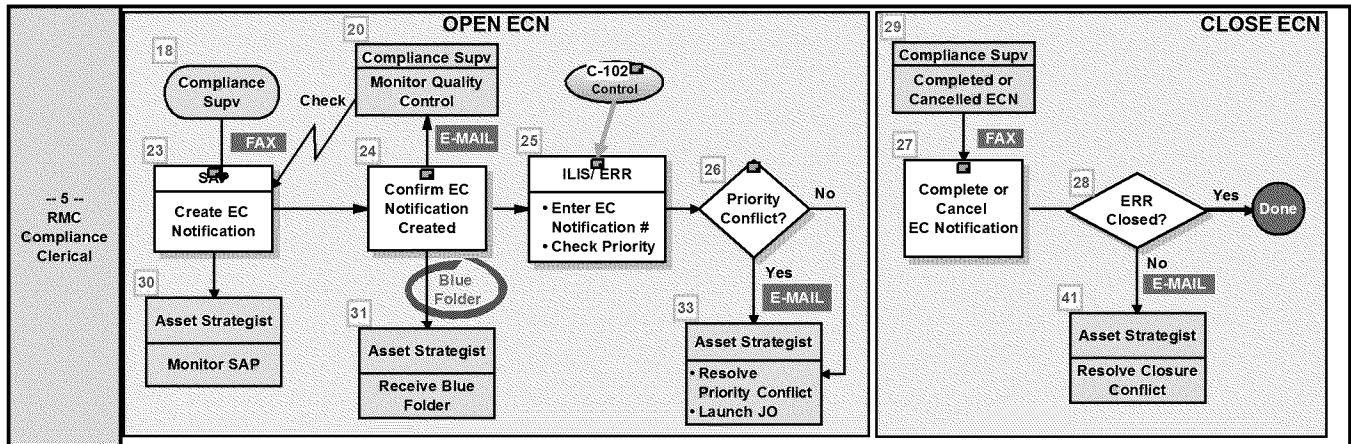 -- 5 --
RMC
Compliance
Clerical
OPEN ECN
18
Compliance
Supv
FAX
Check
20
Compliance Supv
Monitor Quality
Control
E-MAIL
23
SAP
Create EC
Notification
24
Confirm EC
Notification
Created
Blue
Folder
C-102
Control
25
ILIS/ ERR
• Enter EC
Notification #
• Check Priority
26
Priority
Conflict?
No
Yes
E-MAIL
30
Asset Strategist
Monitor SAP
31
Asset Strategist
Receive Blue
Folder
33
Asset Strategist
• Resolve
Priority Conflict
• Launch JO
CLOSE ECN
29
Compliance Supv
Completed or
Cancelled ECN
FAX
27
Complete or
Cancel
EC Notification
28
ERR
Closed?
Yes
Done
No
E-MAIL
41
Asset Strategist
Resolve Closure
Conflict